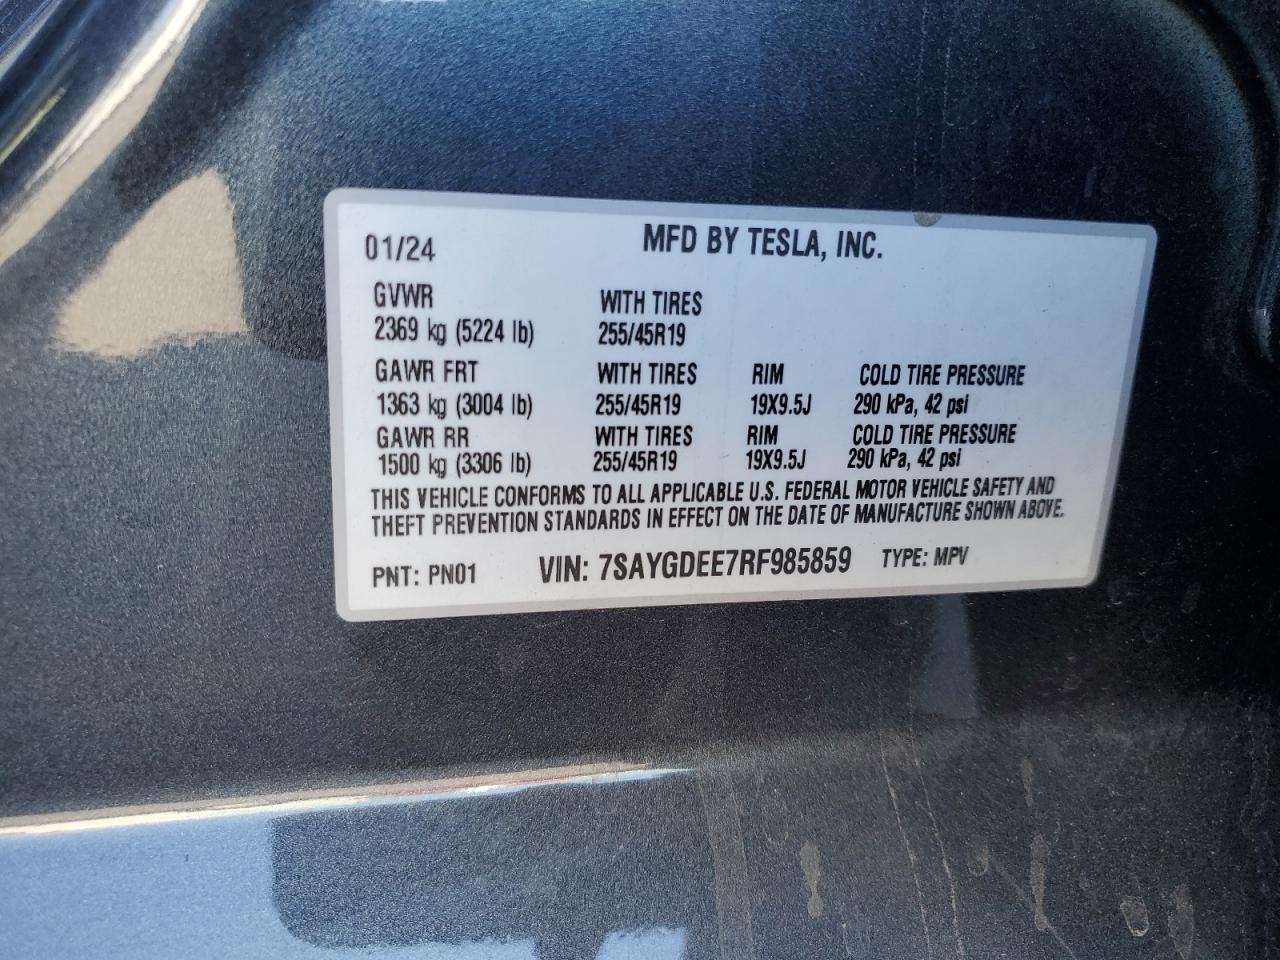 01/24 MFD BY TESLA, INC.
GVWR WITH TIRES
2369 kg (5224 lb) 255/45R19
GAWR FRT WITH TIRES RIM COLD TIRE PRESSURE
1363 kg (3004 lb) 255/45R19 19X9.5J 290 kPa, 42 psi
GAWR RR WITH TIRES RIM COLD TIRE PRESSURE
1500 kg (3306 lb) 255/45R19 19X9.5J 290 kPa, 42 psi
THIS VEHICLE CONFORMS TO ALL APPLICABLE U.S. FEDERAL MOTOR VEHICLE SAFETY AND
THEFT PREVENTION STANDARDS IN EFFECT ON THE DATE OF MANUFACTURE SHOWN ABOVE.
PNT: PN01 VIN: 7SAYGDEE7RF985859 TYPE: MPV